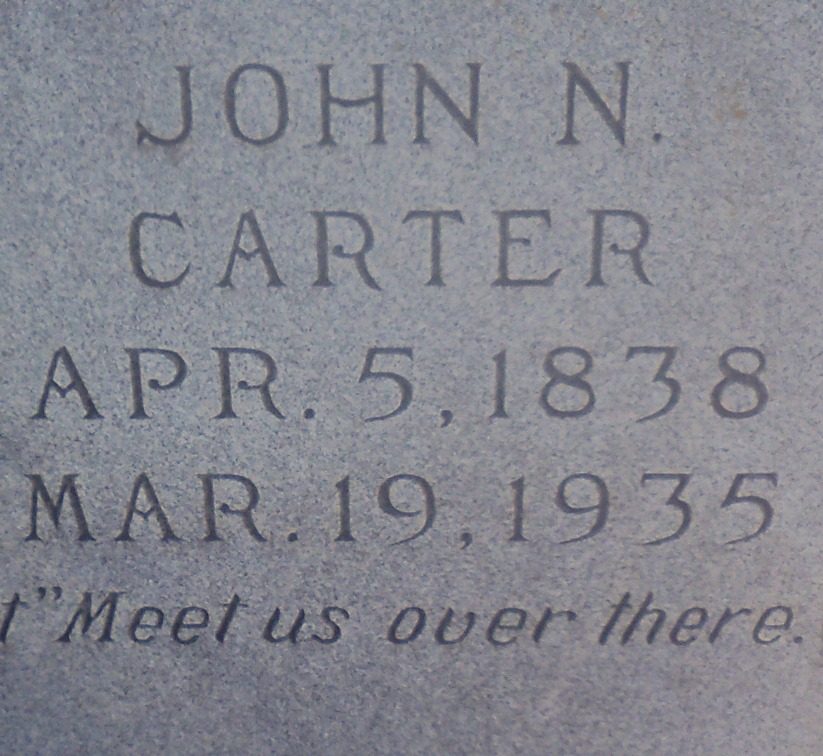 JOHN N.
CARTER
APR. 5, 1838
MAR. 19, 1935
t" Meet us over there.